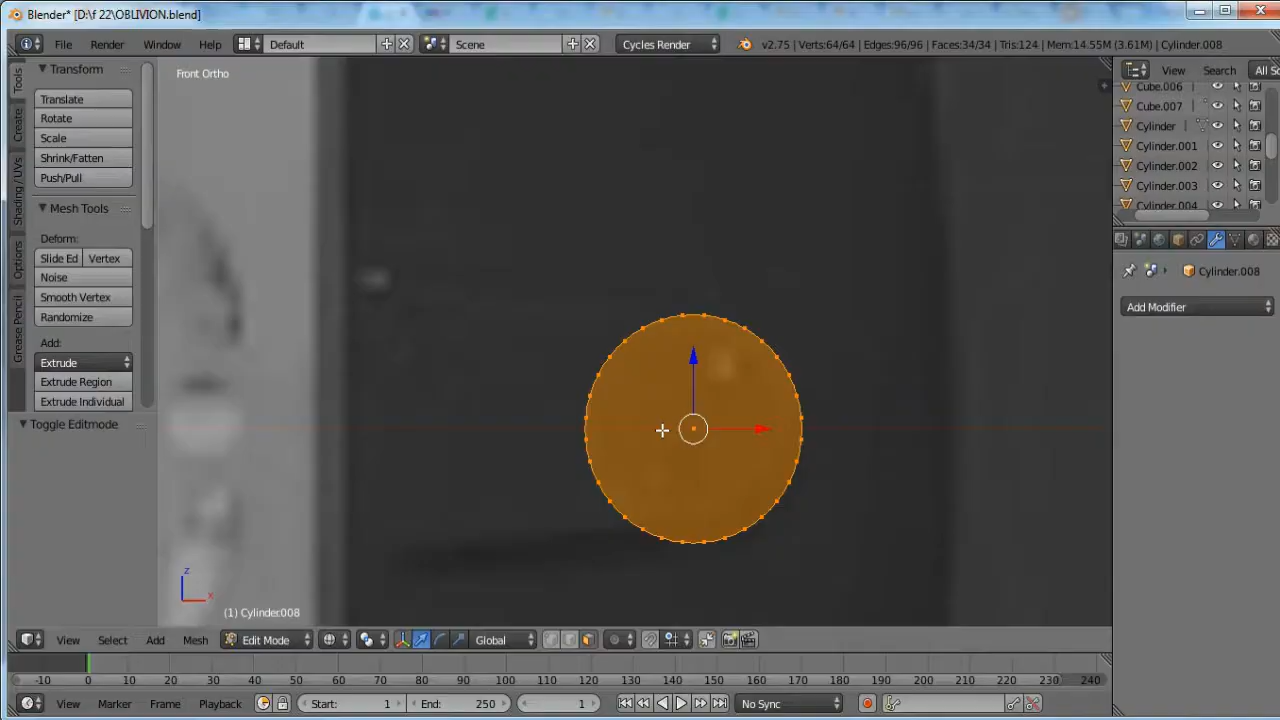 Blender* [D:\f 22\OBLIVION.blend]
File Render Window Help Default Scene Cycles Render v2.75 | Verts:64/64 | Edges:96/96 | Faces:34/34 | Tris:124 | Mem:14.55M (3.61M) | Cylinder.008
Tools
Create
Shading / UVs
Options
Grease Pencil
Transform
Translate
Rotate
Scale
Shrink/Fatten
Push/Pull
Mesh Tools
Deform:
Slide Ed Vertex
Noise
Smooth Vertex
Randomize
Add:
Extrude
Extrude Region
Extrude Individual
Toggle Editmode
Front Ortho
z
x
(1) Cylinder.008
View Search All Sc
Cube.006
Cube.007
Cylinder
Cylinder.001
Cylinder.002
Cylinder.003
Cylinder.004
Cylinder.008
Add Modifier
View Select Add Mesh Edit Mode Global
-10 0 10 20 30 40 50 60 70 80 90 100 110 120 130 140 150 160 170 180 190 200 210 220 230 240
View Marker Frame Playback Start: 1 End: 250 1 No Sync